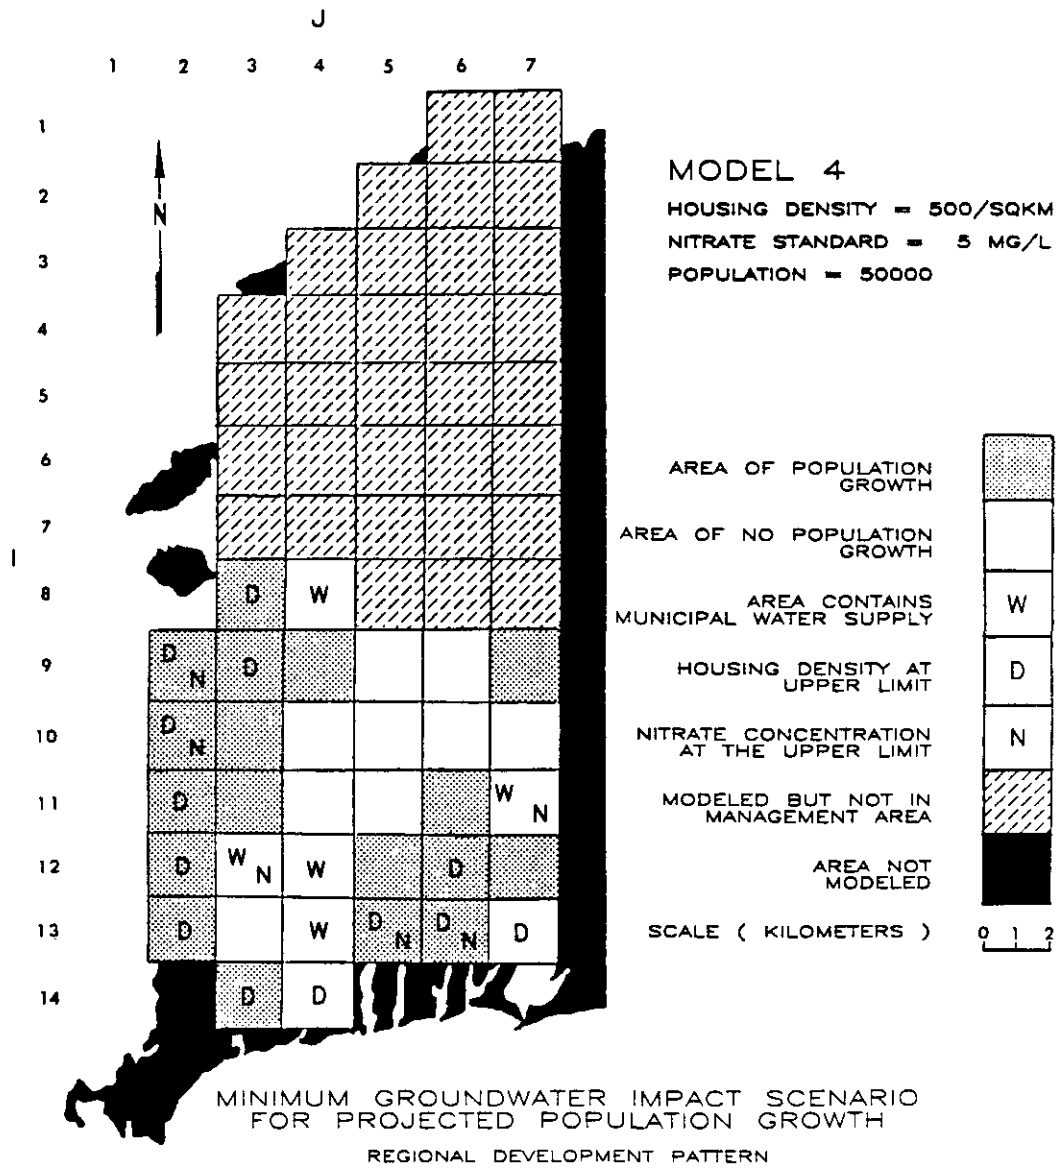 J
1 2 3 4 5 6 7
1
2
3
4
5
6
7
I
8
9
10
11
12
13
14
N
D W
D N D
D N
D W N
D W N W D
D W D N D N D
D D
MODEL 4
HOUSING DENSITY = 500/SQKM
NITRATE STANDARD = 5 MG/L
POPULATION = 50000
AREA OF POPULATION
GROWTH
AREA OF NO POPULATION
GROWTH
AREA CONTAINS
MUNICIPAL WATER SUPPLY
W
HOUSING DENSITY AT
UPPER LIMIT
D
NITRATE CONCENTRATION
AT THE UPPER LIMIT
N
MODELED BUT NOT IN
MANAGEMENT AREA
AREA NOT
MODELED
SCALE ( KILOMETERS )
0 1 2
MINIMUM GROUNDWATER IMPACT SCENARIO
FOR PROJECTED POPULATION GROWTH
REGIONAL DEVELOPMENT PATTERN